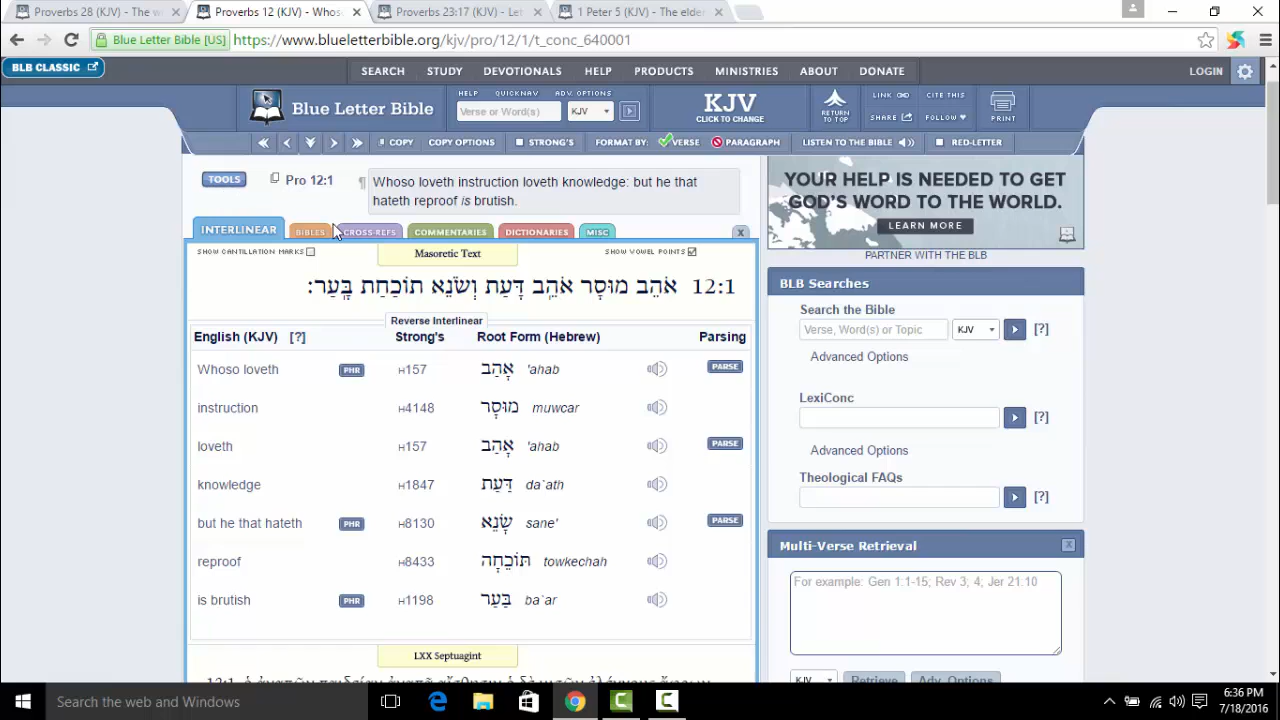 Proverbs 28 (KJV) - The w
Proverbs 12 (KJV) - Whos
Proverbs 23:17 (KJV) - Let
1 Peter 5 (KJV) - The elder
Blue Letter Bible [US]
https://www.blueletterbible.org/kjv/pro/12/1/t_conc_640001
BLB CLASSIC
SEARCH STUDY DEVOTIONALS HELP PRODUCTS MINISTRIES ABOUT DONATE LOGIN
Blue Letter Bible
HELP QUICKNAV ADV. OPTIONS
Verse or Word(s) KJV
KJV
CLICK TO CHANGE
RETURN
TO TOP
LINK CITE THIS
SHARE FOLLOW
PRINT
COPY COPY OPTIONS STRONG'S FORMAT BY: VERSE PARAGRAPH LISTEN TO THE BIBLE RED-LETTER
TOOLS Pro 12:1 ¶ Whoso loveth instruction loveth knowledge: but he that
hateth reproof is brutish.
INTERLINEAR BIBLES CROSS-REFS COMMENTARIES DICTIONARIES MISC x
SHOW CANTILLATION MARKS Masoretic Text SHOW VOWEL POINTS
12:1 אֹהֵב מוּסָר אֹהֵֽב דָּעַת וְשֹׂנֵא תוֹכַחַת בָּֽעַר׃
Reverse Interlinear
English (KJV) [?] Strong's Root Form (Hebrew) Parsing
Whoso loveth PHR H157 אָהַב 'ahab PARSE
instruction H4148 מוּסָר muwcar
loveth H157 אָהַב 'ahab PARSE
knowledge H1847 דַּעַת da`ath
but he that hateth PHR H8130 שָׂנֵא sane' PARSE
reproof H8433 תּוֹכֵחָה towkechah
is brutish PHR H1198 בַּעַר ba`ar
LXX Septuagint
YOUR HELP IS NEEDED TO GET
GOD'S WORD TO THE WORLD.
LEARN MORE
PARTNER WITH THE BLB
BLB Searches
Search the Bible
Verse, Word(s) or Topic KJV [?]
Advanced Options
LexiConc
[?]
Advanced Options
Theological FAQs
[?]
Multi-Verse Retrieval
For example: Gen 1:1-15; Rev 3; 4; Jer 21:10
KJV Retrieve Adv. Options
Search the web and Windows
6:36 PM
7/18/2016